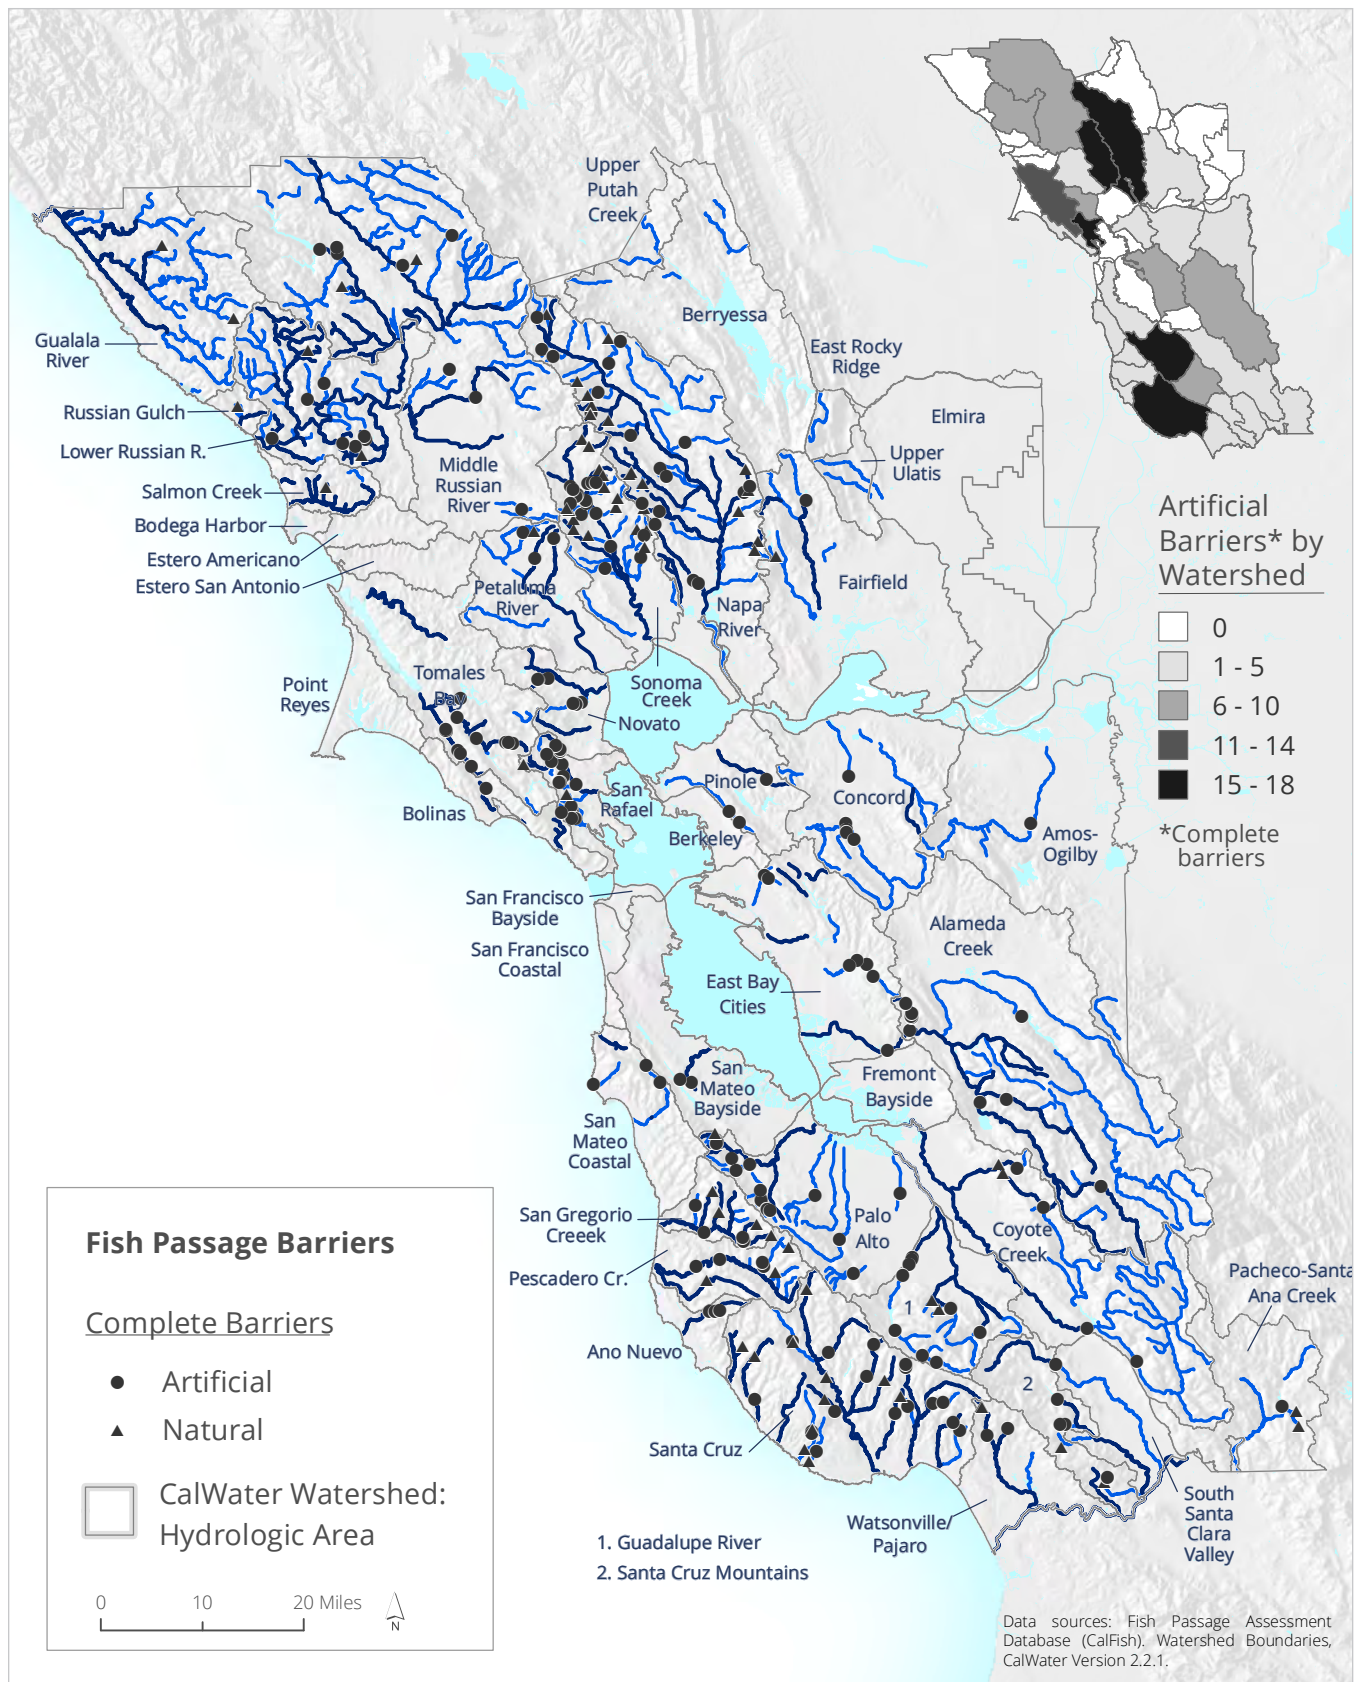 Upper
Putah
Creek
Berryessa
East Rocky
Ridge
Elmira
Upper
Ulatis
Gualala
River
Russian Gulch
Lower Russian R.
Middle
Russian
River
Salmon Creek
Bodega Harbor
Estero Americano
Estero San Antonio
Petaluma
River
Napa
River
Fairfield
Point
Reyes
Tomales
Bay
Sonoma
Creek
Novato
Pinole
San
Rafael
Concord
Bolinas
Berkeley
Amos-
Ogilby
San Francisco
Bayside
San Francisco
Coastal
Alameda
Creek
East Bay
Cities
San
Mateo
Bayside
Fremont
Bayside
San
Mateo
Coastal
San Gregorio
Creeek
Palo
Alto
Coyote
Creek
Pescadero Cr.
Pacheco-Santa
Ana Creek
1
Ano Nuevo
2
Santa Cruz
Watsonville/
Pajaro
South
Santa
Clara
Valley
1. Guadalupe River
2. Santa Cruz Mountains
Artificial
Barriers* by
Watershed
0
1 - 5
6 - 10
11 - 14
15 - 18
*Complete
barriers
Fish Passage Barriers
Complete Barriers
Artificial
Natural
CalWater Watershed:
Hydrologic Area
0 10 20 Miles
N
Data sources: Fish Passage Assessment
Database (CalFish). Watershed Boundaries,
CalWater Version 2.2.1.